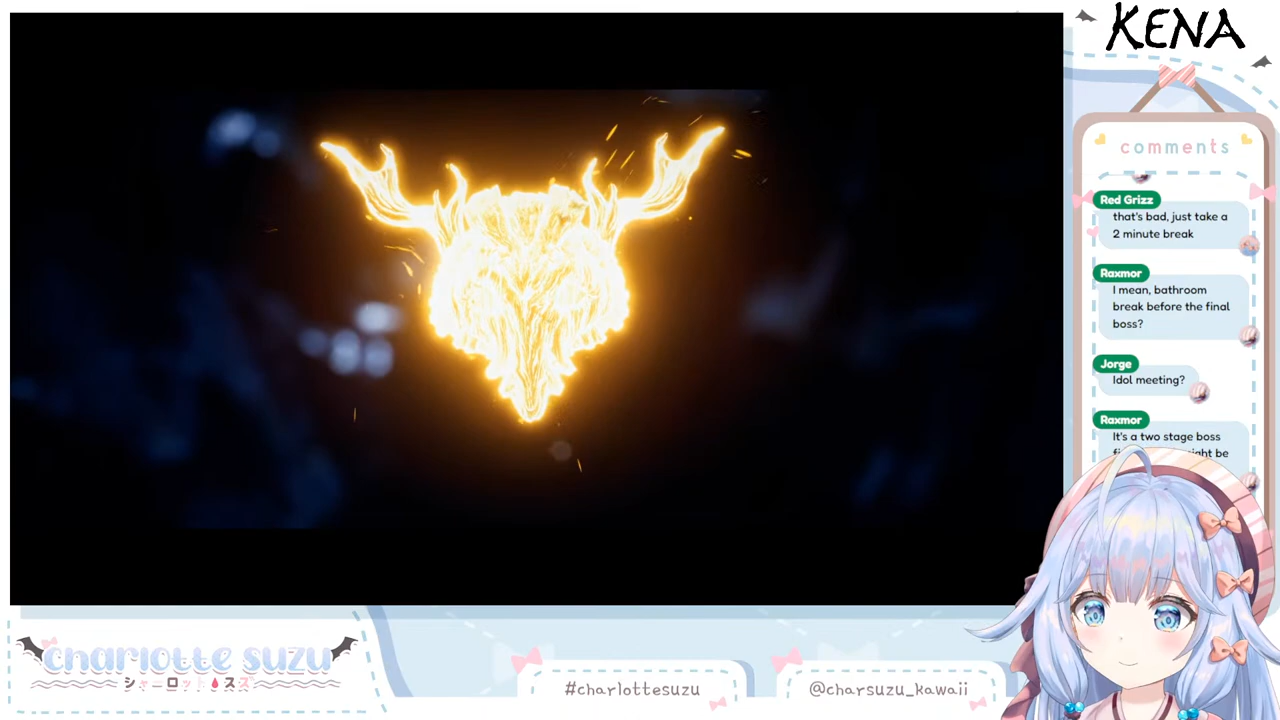 KENA
comments
Red Grizz
that's bad, just take a
2 minute break
Raxmor
I mean, bathroom
break before the final
boss?
Jorge
Idol meeting?
Raxmor
It's a two stage boss
charlotte suzu
シャーロット スズ
#charlottesuzu
@charsuzu_kawaii